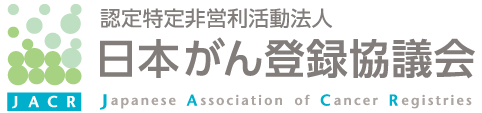 認定特定非営利活動法人
日本がん登録協議会
JACR
Japanese Association of Cancer Registries